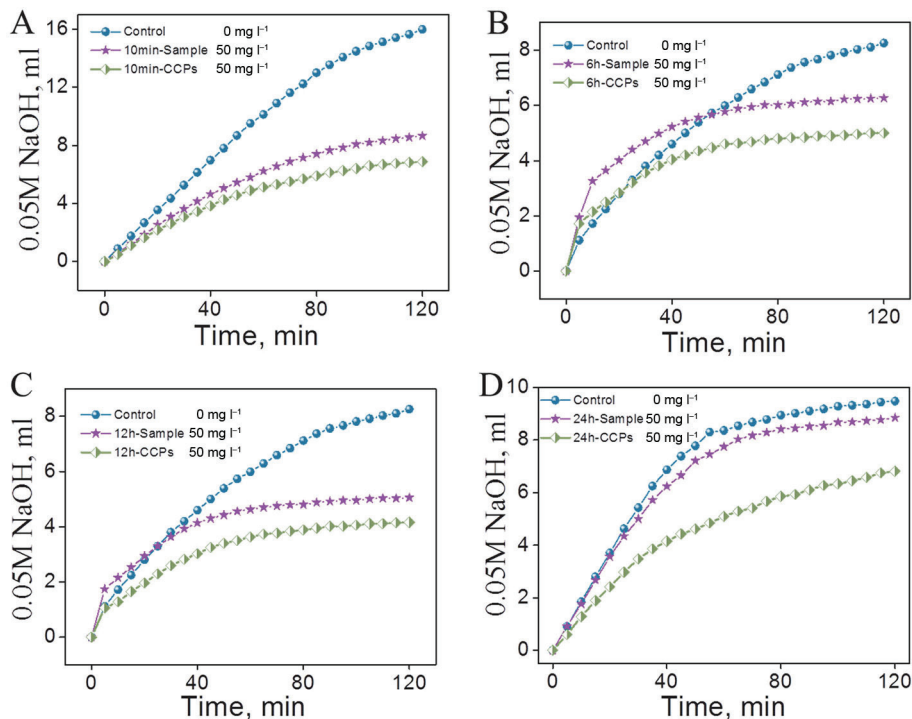 A
16
12
8
4
0
0.05M NaOH, ml
Control 0 mg l⁻¹
10min-Sample 50 mg l⁻¹
10min-CCPs 50 mg l⁻¹
0 40 80 120
Time, min
B
8
6
4
2
0
0.05M NaOH, ml
Control 0 mg l⁻¹
6h-Sample 50 mg l⁻¹
6h-CCPs 50 mg l⁻¹
0 40 80 120
Time, min
C
8
6
4
2
0
0.05M NaOH, ml
Control 0 mg l⁻¹
12h-Sample 50 mg l⁻¹
12h-CCPs 50 mg l⁻¹
0 40 80 120
Time, min
D
10
8
6
4
2
0
0.05M NaOH, ml
Control 0 mg l⁻¹
24h-Sample 50 mg l⁻¹
24h-CCPs 50 mg l⁻¹
0 40 80 120
Time, min